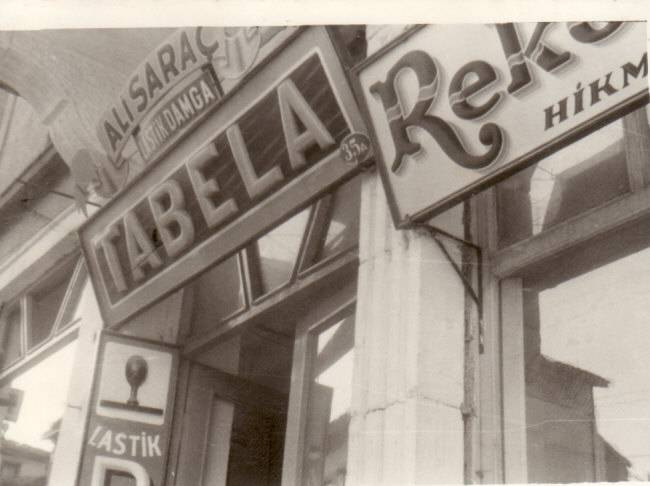 ALİ SARAÇ
LASTİK DAMGA
TABELA
35A
Rek
HİKM
LASTİK